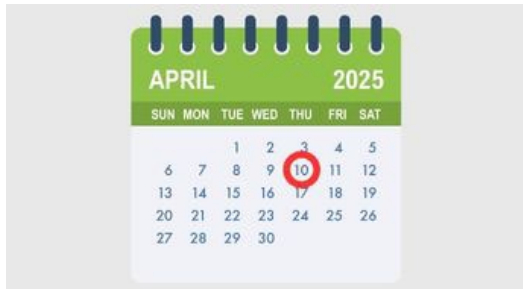 APRIL 2025
SUN MON TUE WED THU FRI SAT
1 2 3 4 5
6 7 8 9 10 11 12
13 14 15 16 17 18 19
20 21 22 23 24 25 26
27 28 29 30